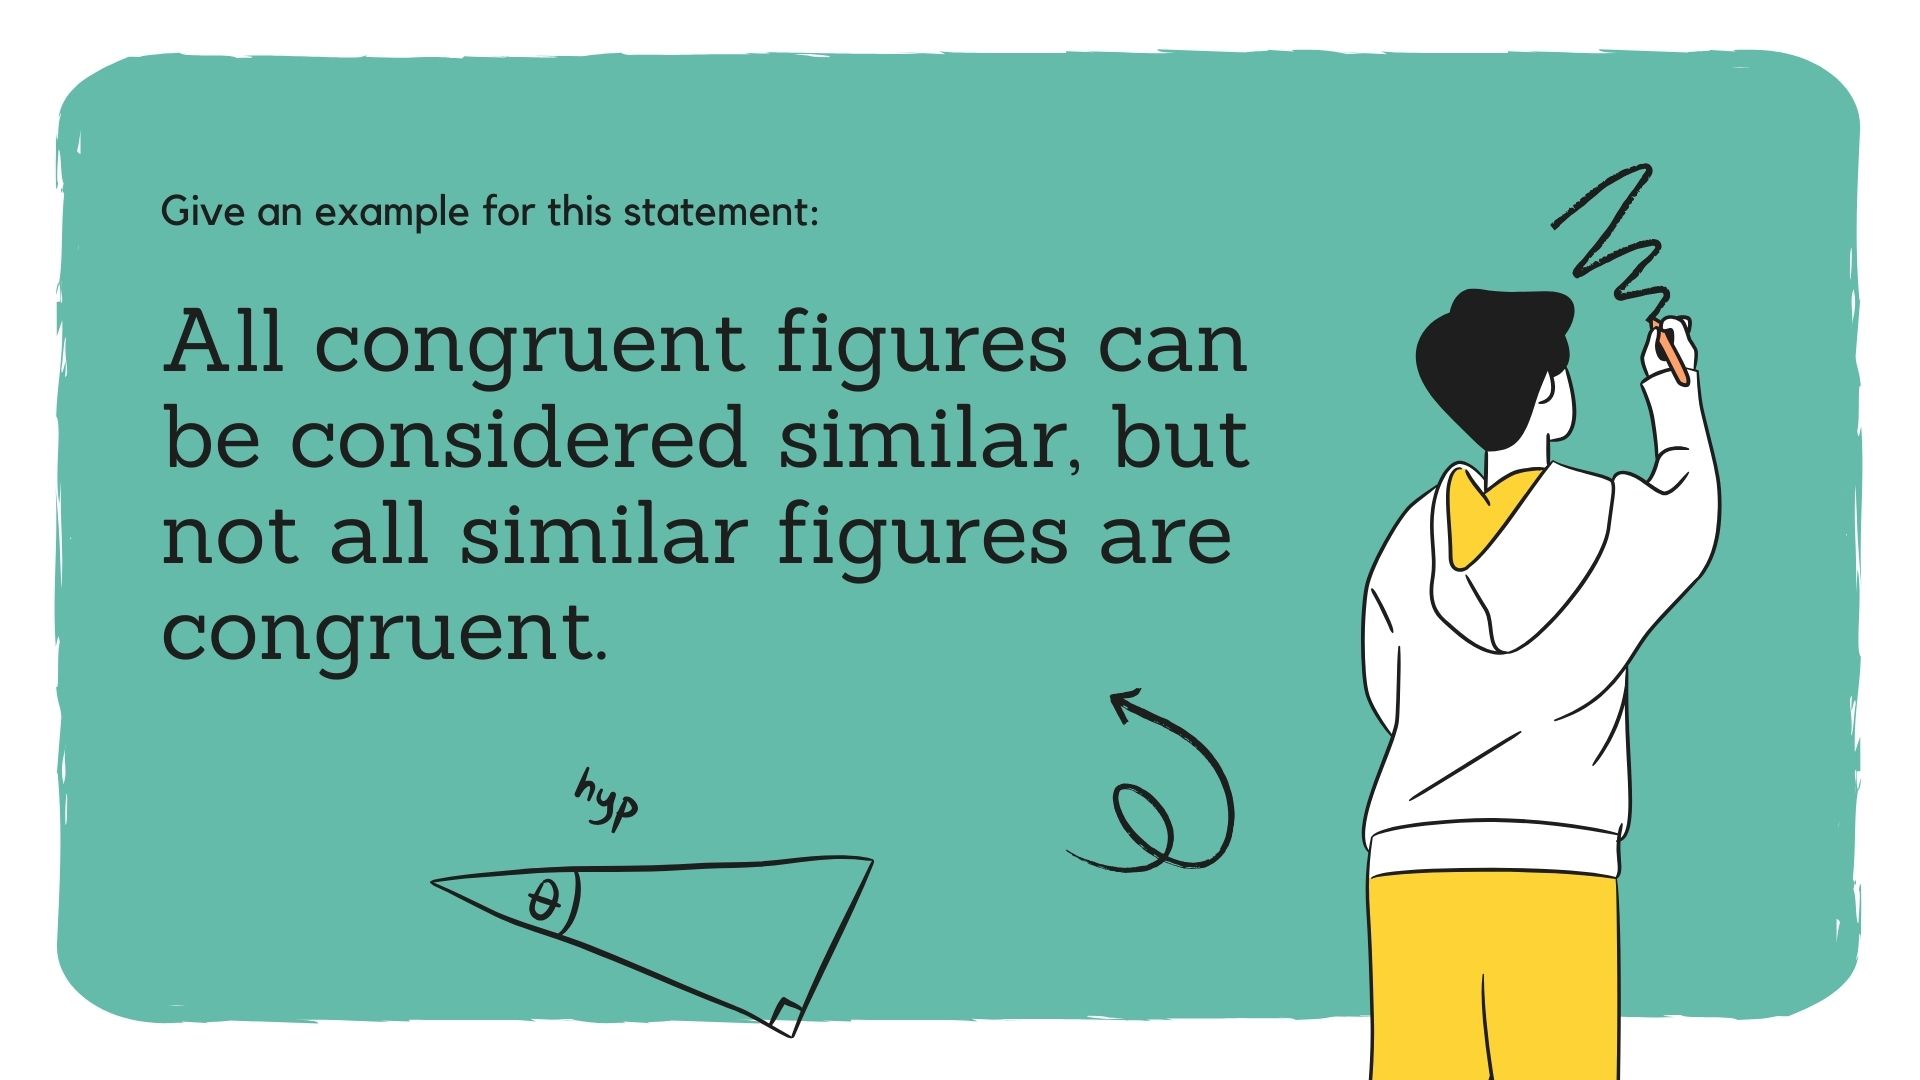 Give an example for this statement:
All congruent figures can
be considered similar, but
not all similar figures are
congruent.
hyp
θ